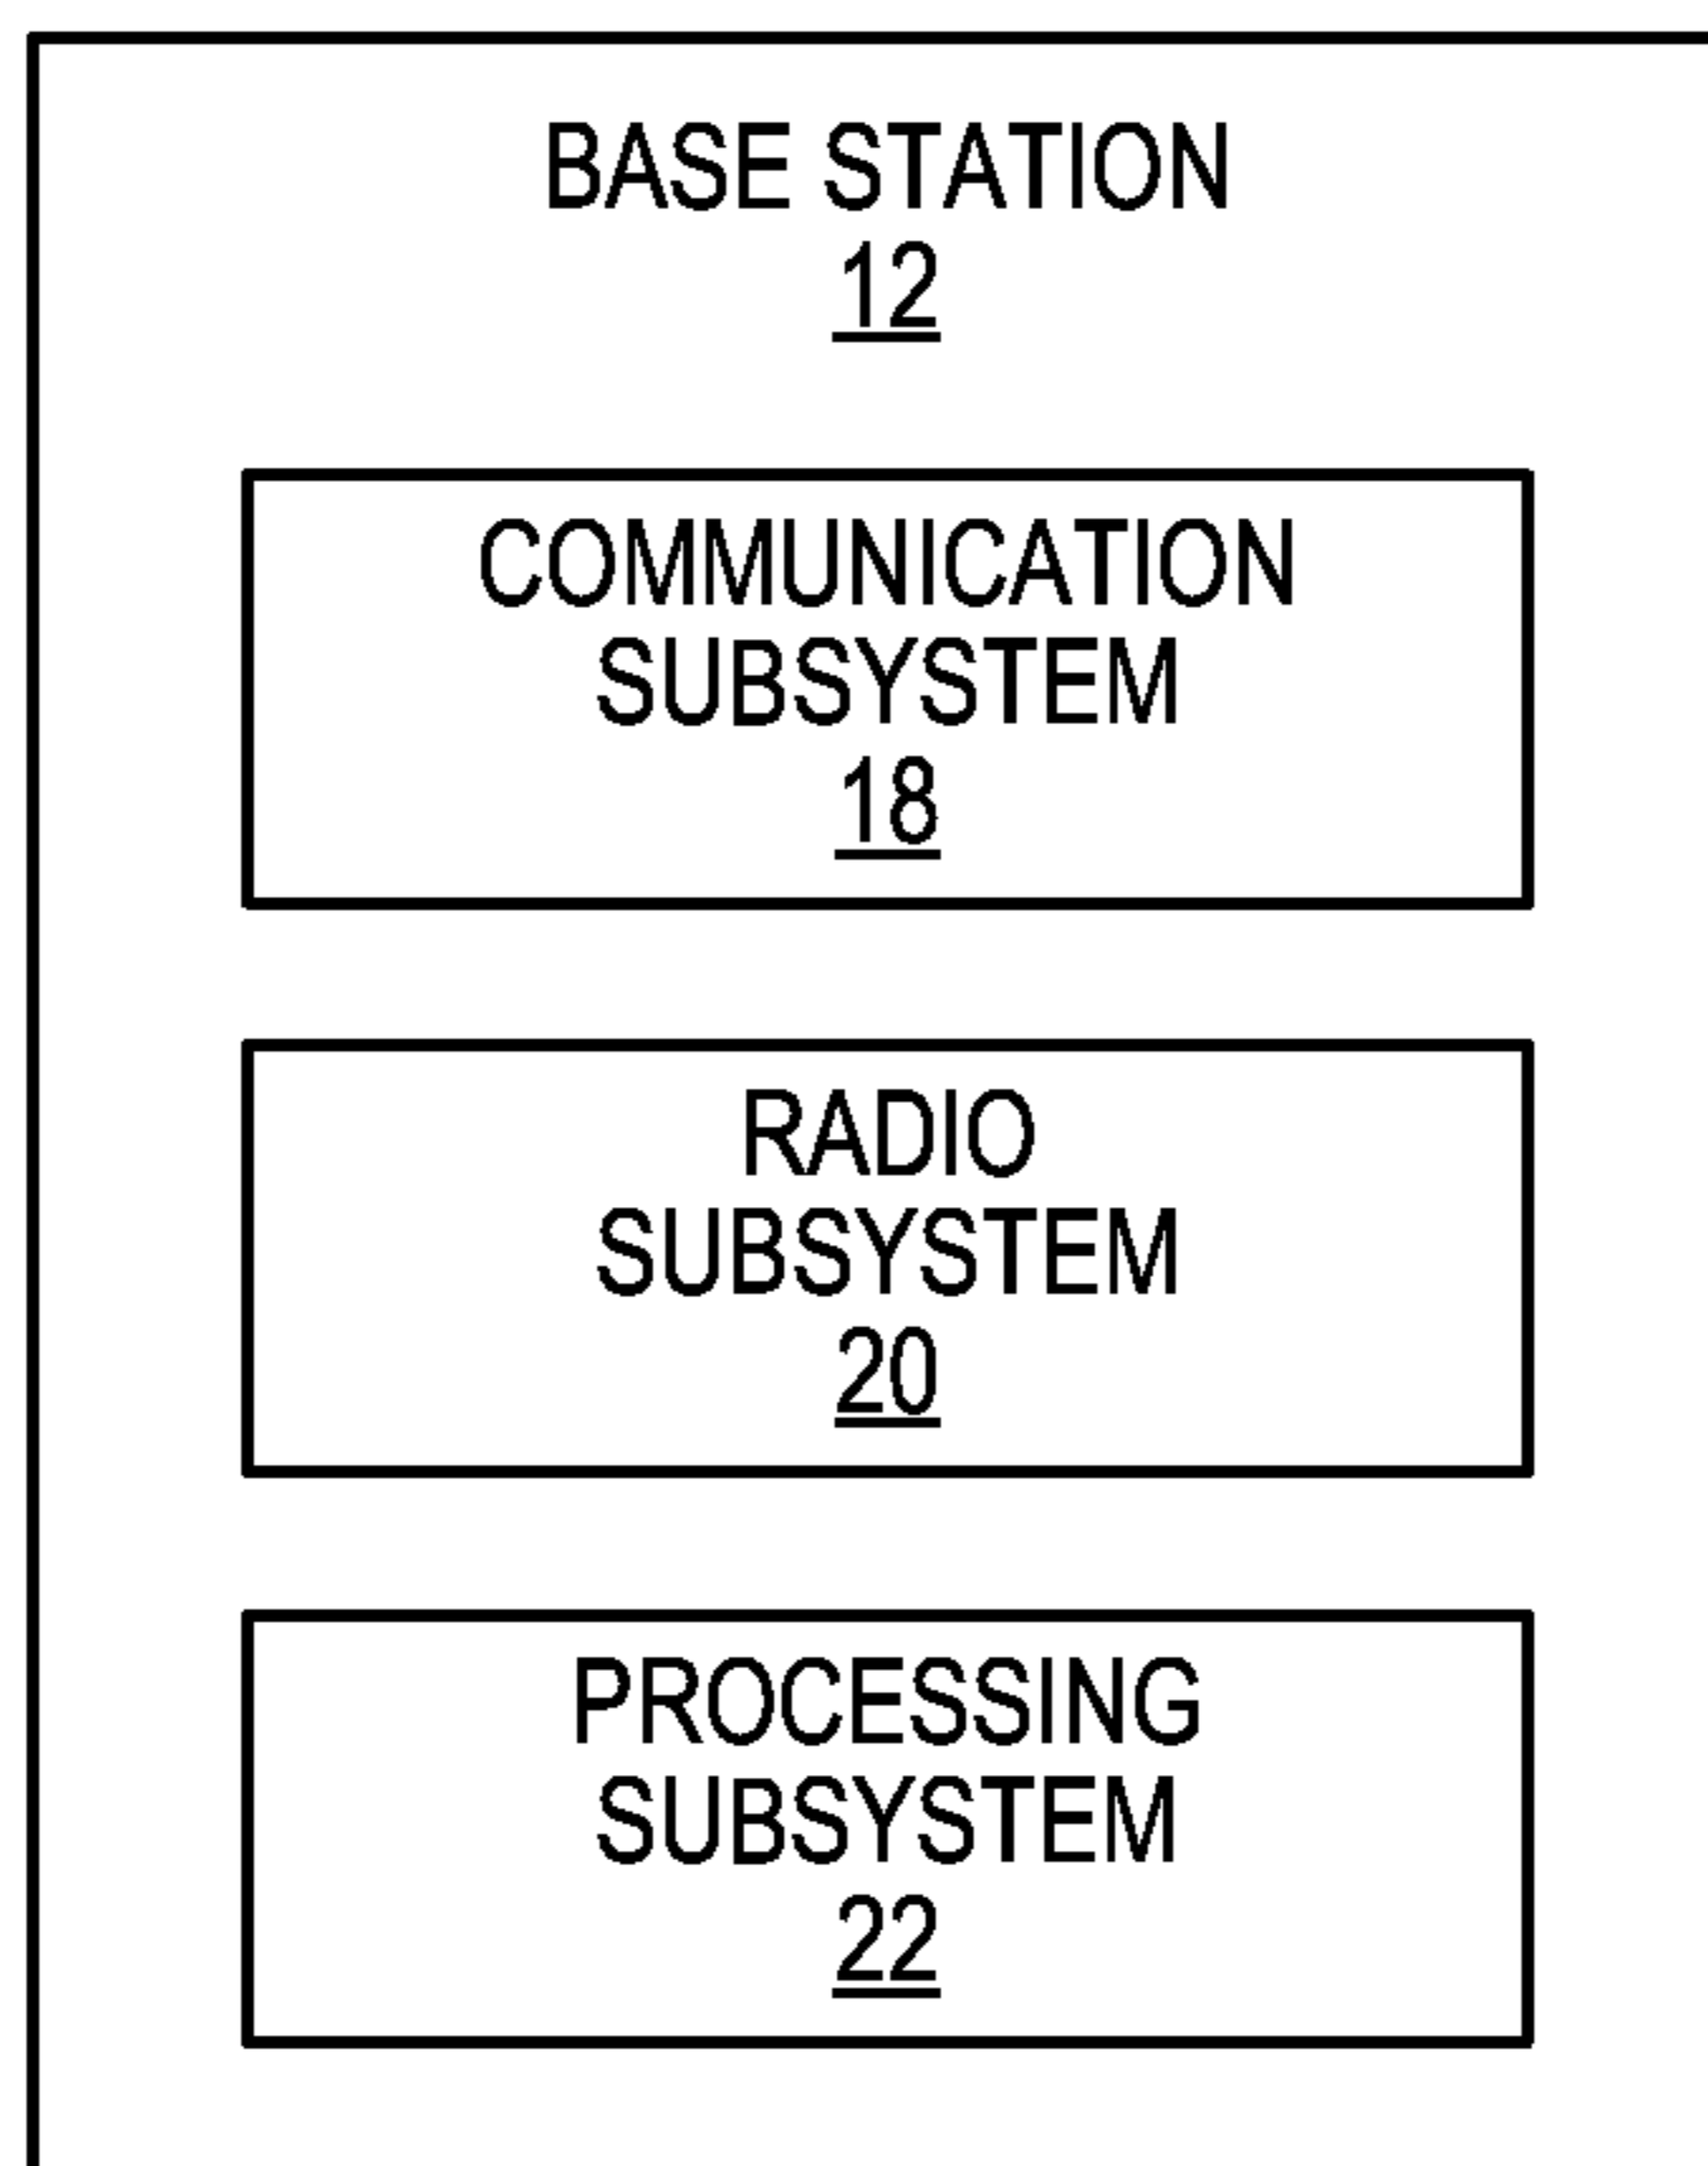 BASE STATION
12
COMMUNICATION
SUBSYSTEM
18
RADIO
SUBSYSTEM
20
PROCESSING
SUBSYSTEM
22